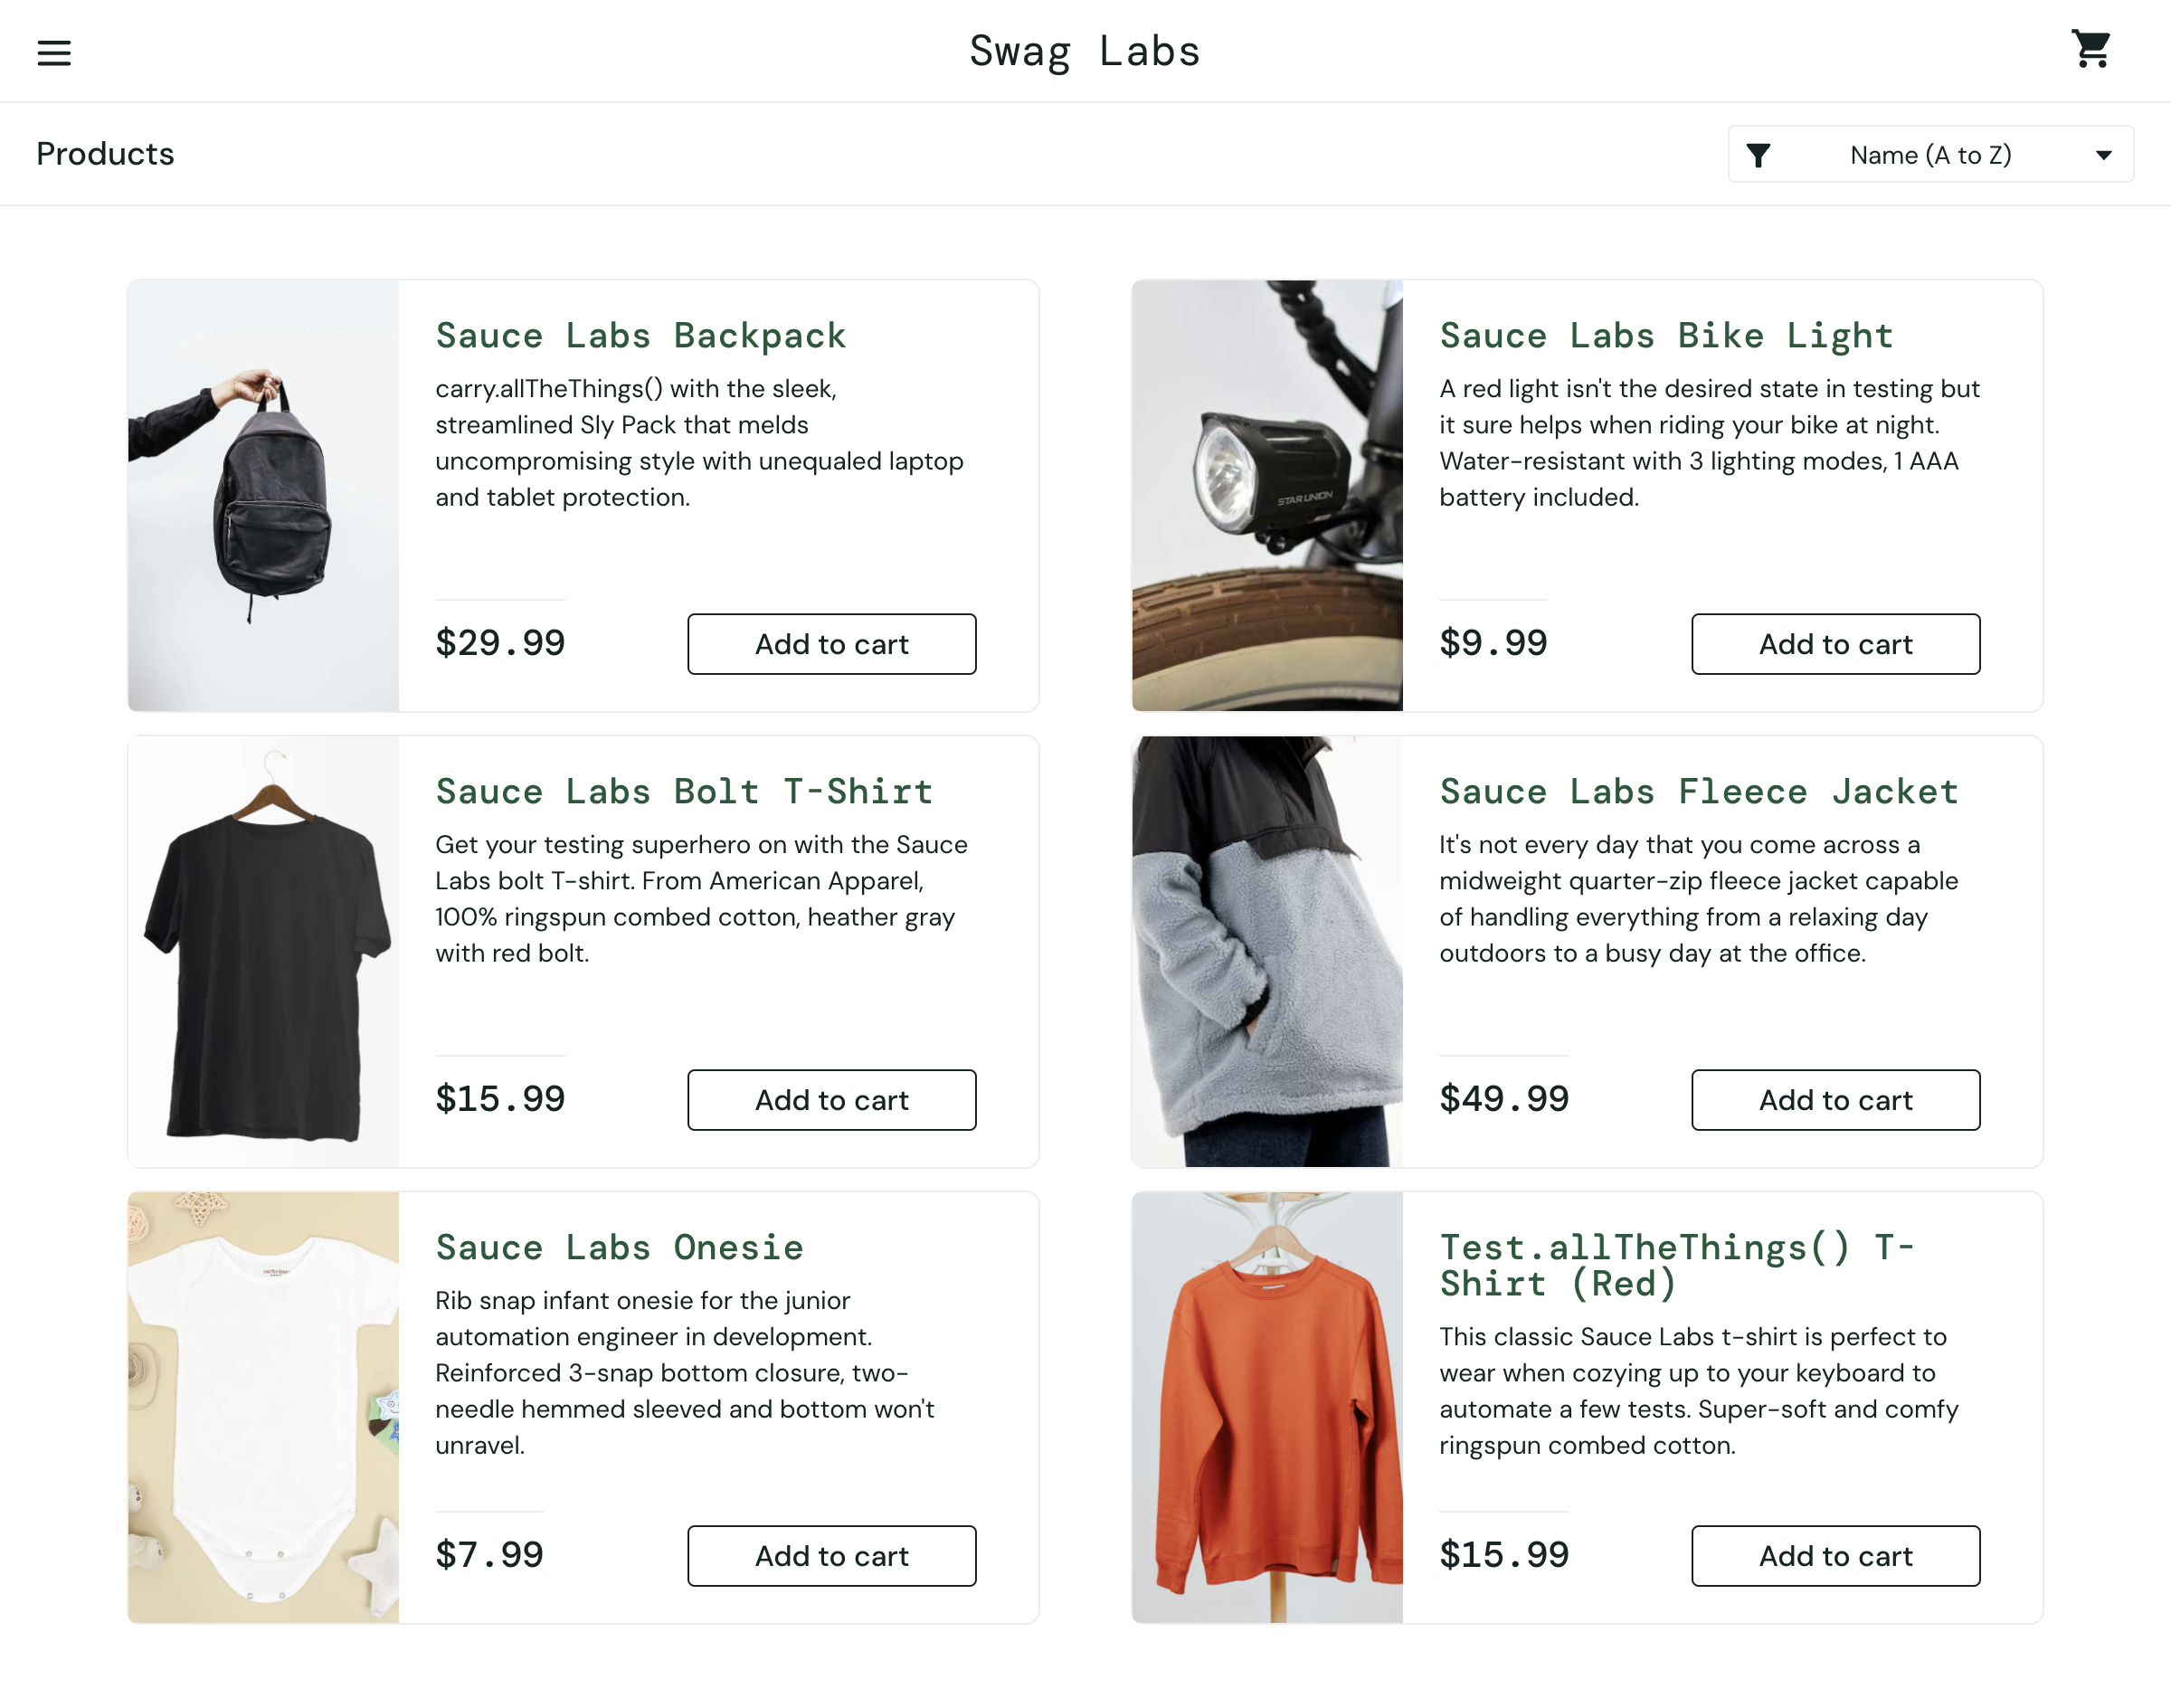 Swag Labs
Products
Name (A to Z)
Sauce Labs Backpack
carry.allTheThings() with the sleek,
streamlined Sly Pack that melds
uncompromising style with unequaled laptop
and tablet protection.
$29.99
Add to cart
STAR UNION
Sauce Labs Bike Light
A red light isn't the desired state in testing but
it sure helps when riding your bike at night.
Water-resistant with 3 lighting modes, 1 AAA
battery included.
$9.99
Add to cart
Sauce Labs Bolt T-Shirt
Get your testing superhero on with the Sauce
Labs bolt T-shirt. From American Apparel,
100% ringspun combed cotton, heather gray
with red bolt.
$15.99
Add to cart
Sauce Labs Fleece Jacket
It's not every day that you come across a
midweight quarter-zip fleece jacket capable
of handling everything from a relaxing day
outdoors to a busy day at the office.
$49.99
Add to cart
Sauce Labs Onesie
Rib snap infant onesie for the junior
automation engineer in development.
Reinforced 3-snap bottom closure, two-
needle hemmed sleeved and bottom won't
unravel.
$7.99
Add to cart
Test.allTheThings() T-
Shirt (Red)
This classic Sauce Labs t-shirt is perfect to
wear when cozying up to your keyboard to
automate a few tests. Super-soft and comfy
ringspun combed cotton.
$15.99
Add to cart